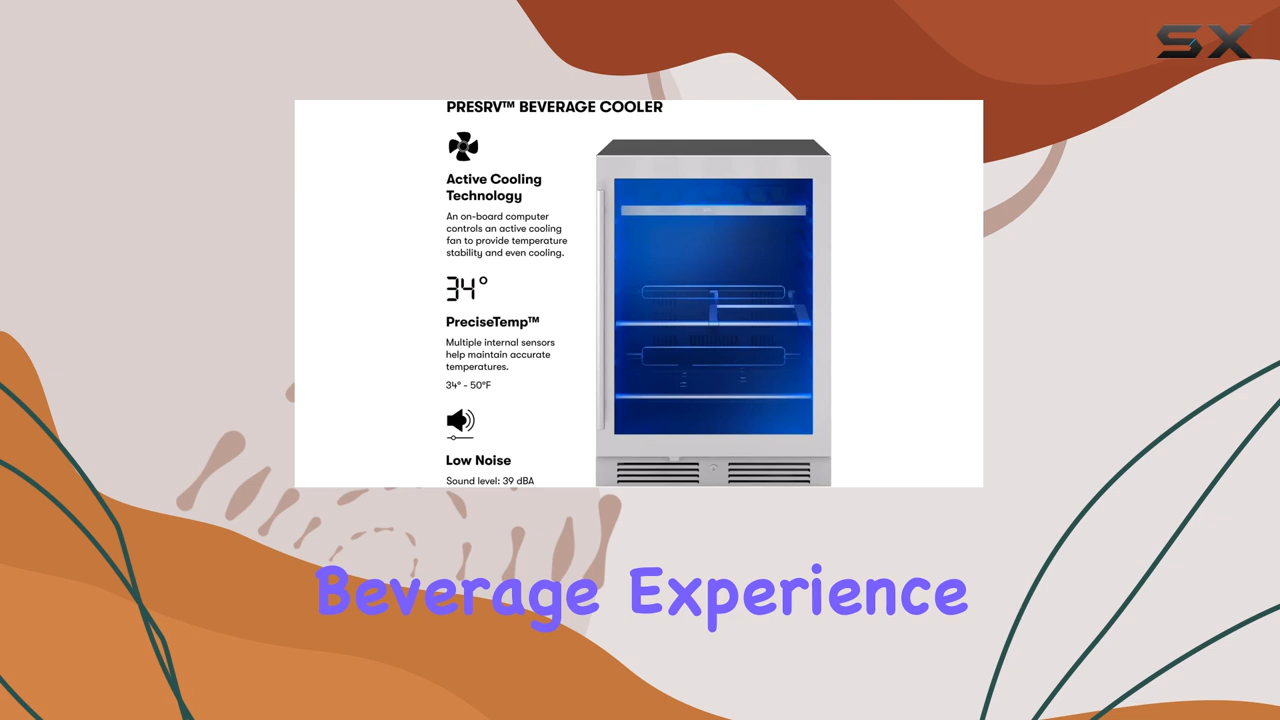 SX
PRESRV™ BEVERAGE COOLER
Active Cooling
Technology
An on-board computer
controls an active cooling
fan to provide temperature
stability and even cooling.
34°
PreciseTemp™
Multiple internal sensors
help maintain accurate
temperatures.
34° - 50°F
Low Noise
Sound level: 39 dBA
Beverage Experience